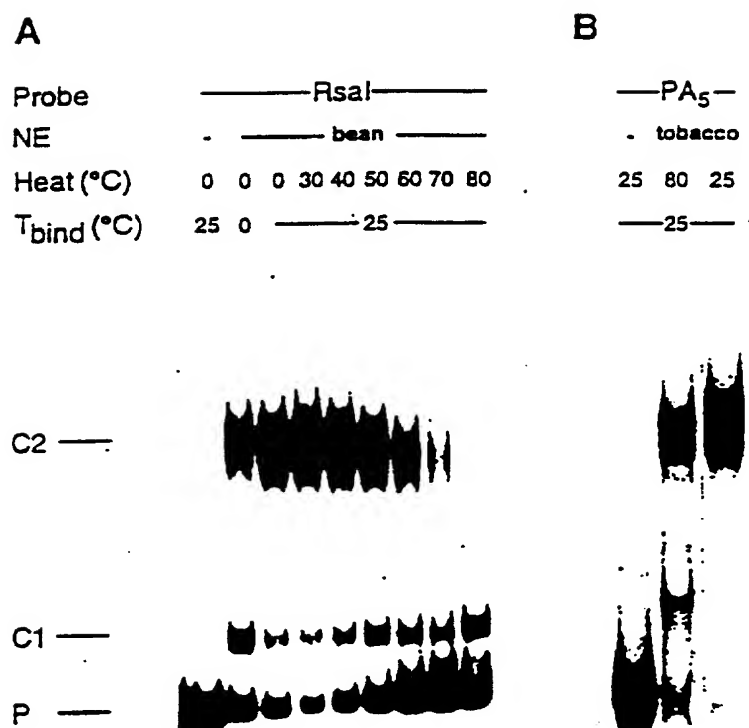 A B
Probe RsaI PA5
NE - bean - tobacco
Heat (°C) 0 0 0 30 40 50 60 70 80 25 80 25
Tbind (°C) 25 0 25 25
C2
C1
P